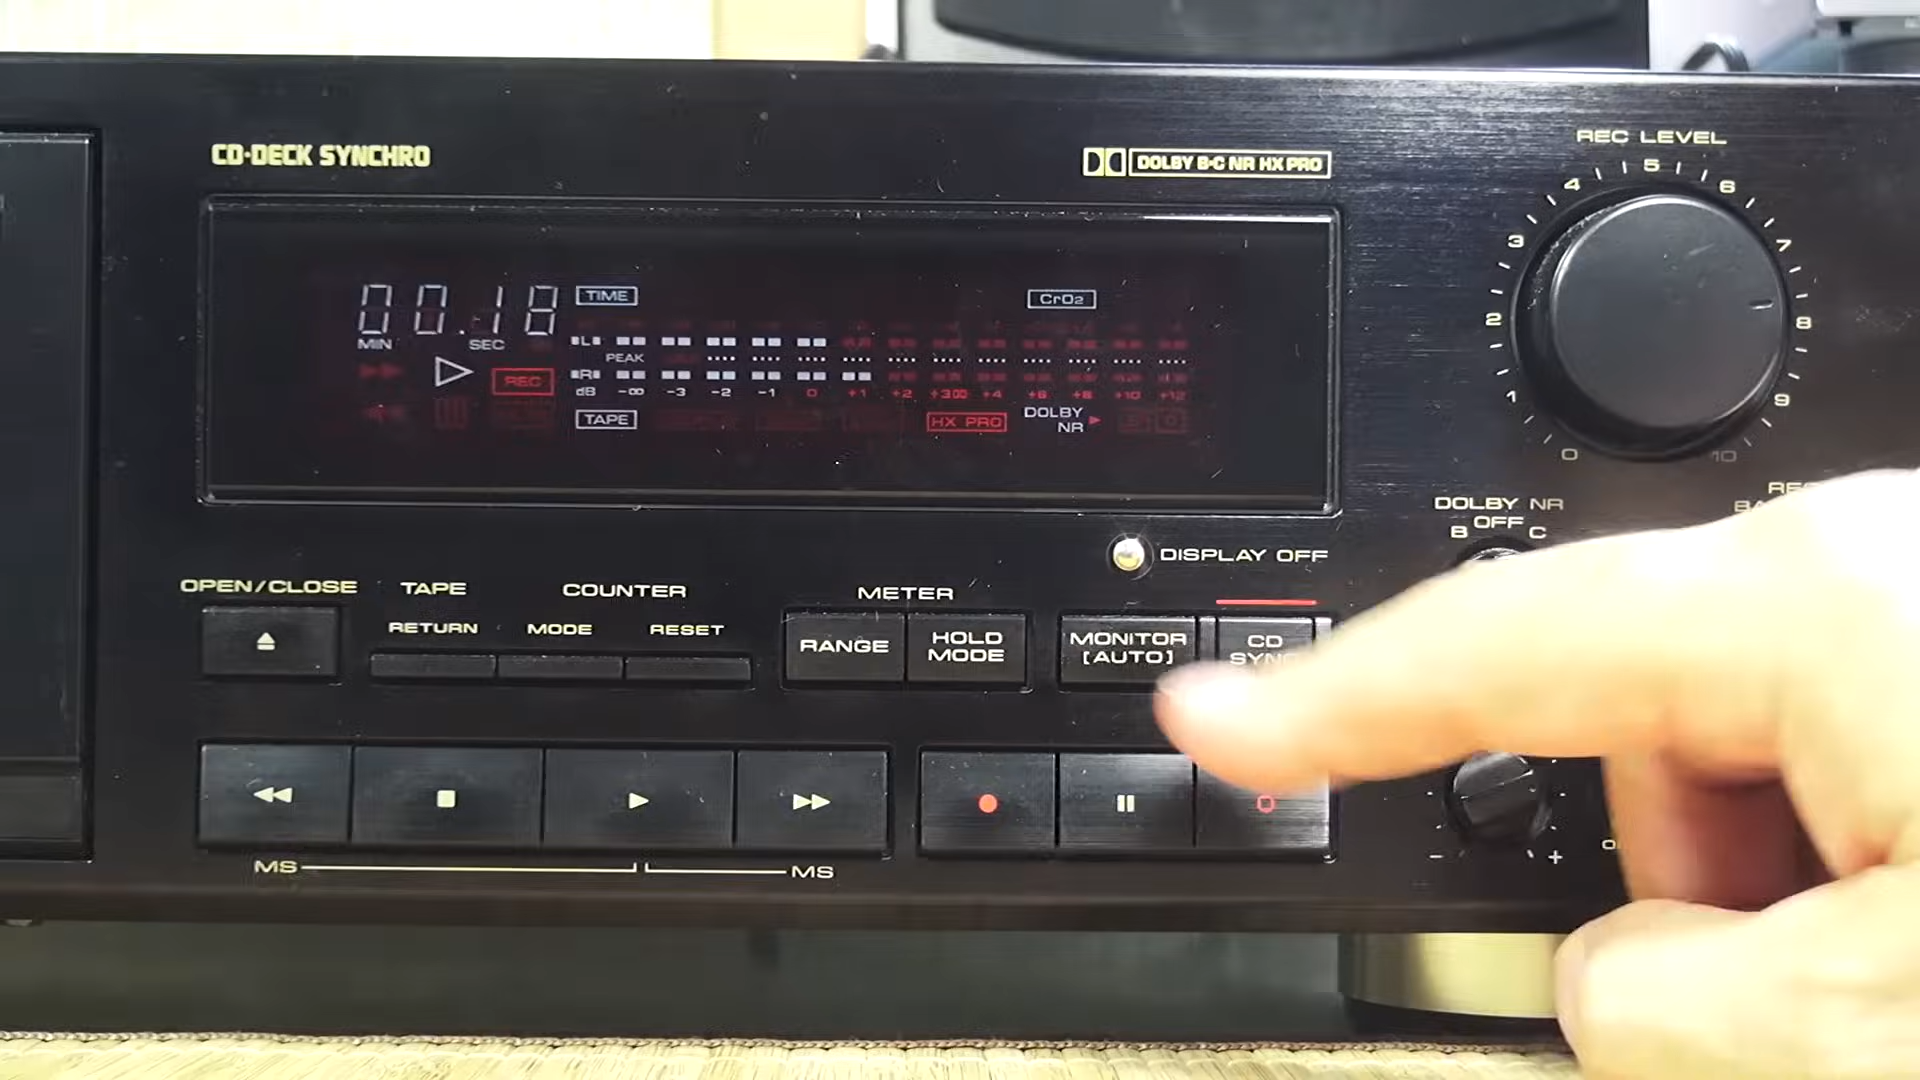 CD·DECK SYNCHRO
DOLBY B·C NR HX PRO
REC LEVEL
0 1 2 3 4 5 6 7 8 9 10
00.18
MIN SEC
TIME
CrO2
L
PEAK
R
dB -∞ -3 -2 -1 0 +1 +2 +3 +4 +6 +8 +10 +12
REC
TAPE
HX PRO
DOLBY
NR
DOLBY NR
B OFF C
DISPLAY OFF
OPEN/CLOSE
TAPE
RETURN
COUNTER
MODE RESET
METER
RANGE
HOLD
MODE
MONITOR
[AUTO]
CD
MS
MS
- +